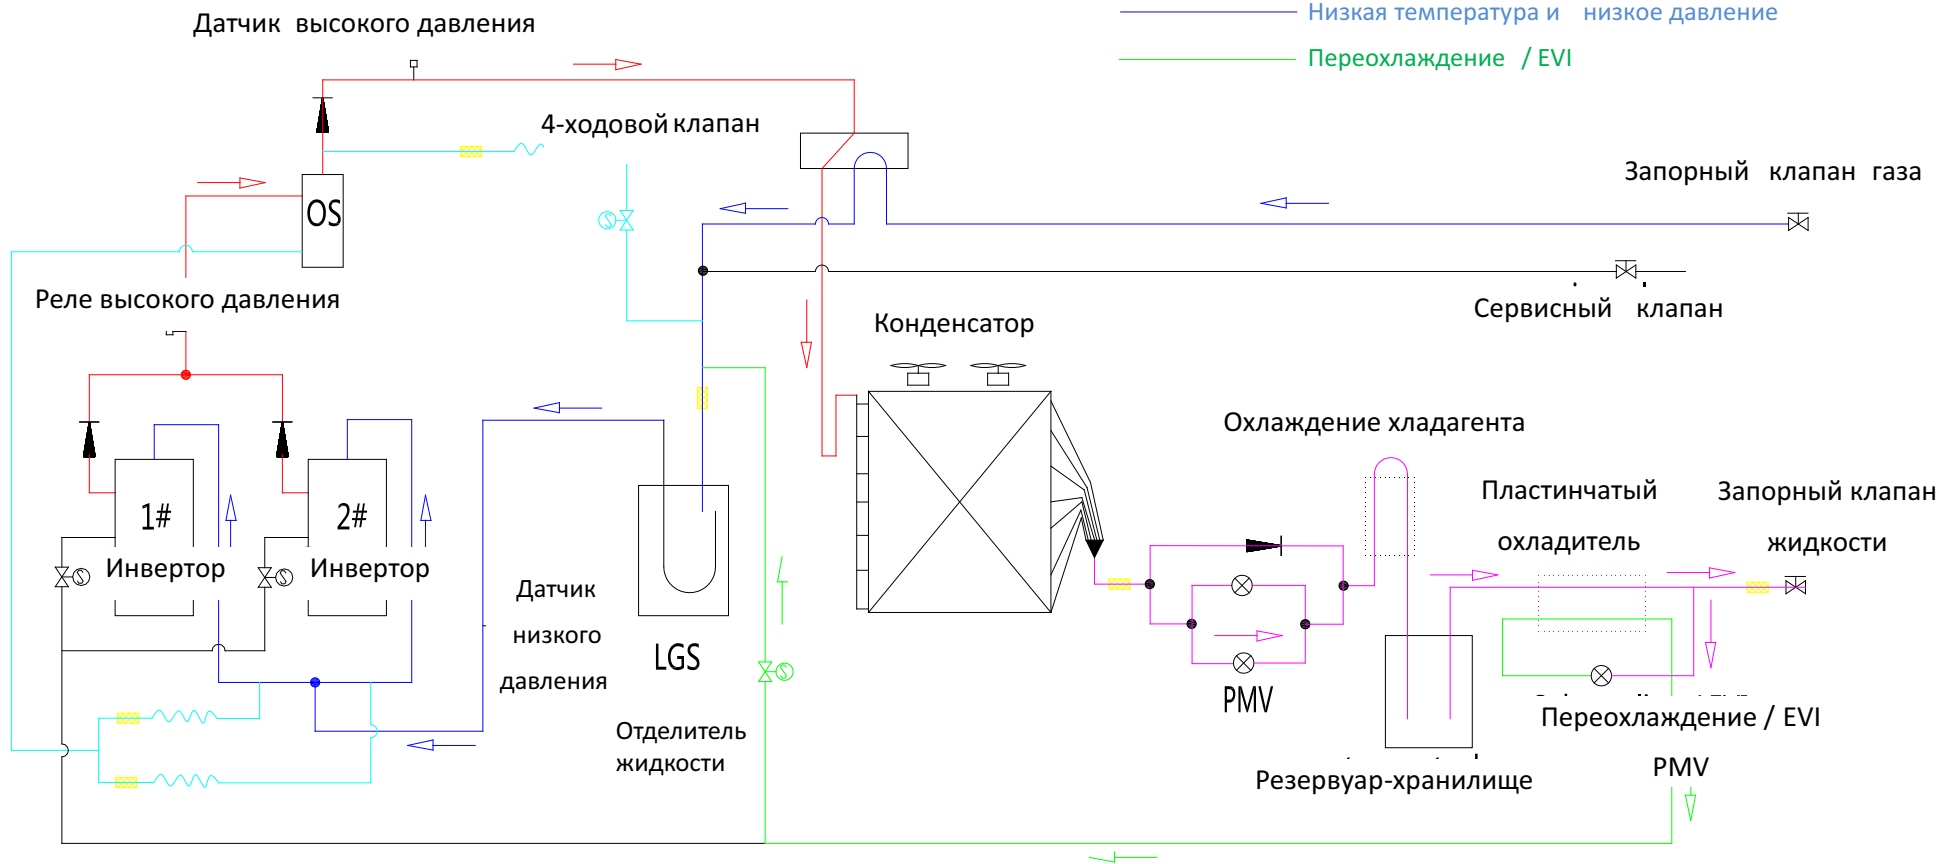 Низкая температура и низкое давление
Датчик высокого давления
Переохлаждение / EVI
4-ходовой клапан
Запорный клапан газа
OS
Реле высокого давления
Сервисный клапан
Конденсатор
Охлаждение хладагента
Пластинчатый
охладитель
Запорный клапан
жидкости
1#
Инвертор
2#
Инвертор
Датчик
низкого
давления
LGS
Отделитель
жидкости
PMV
Переохлаждение / EVI
PMV
Резервуар-хранилище